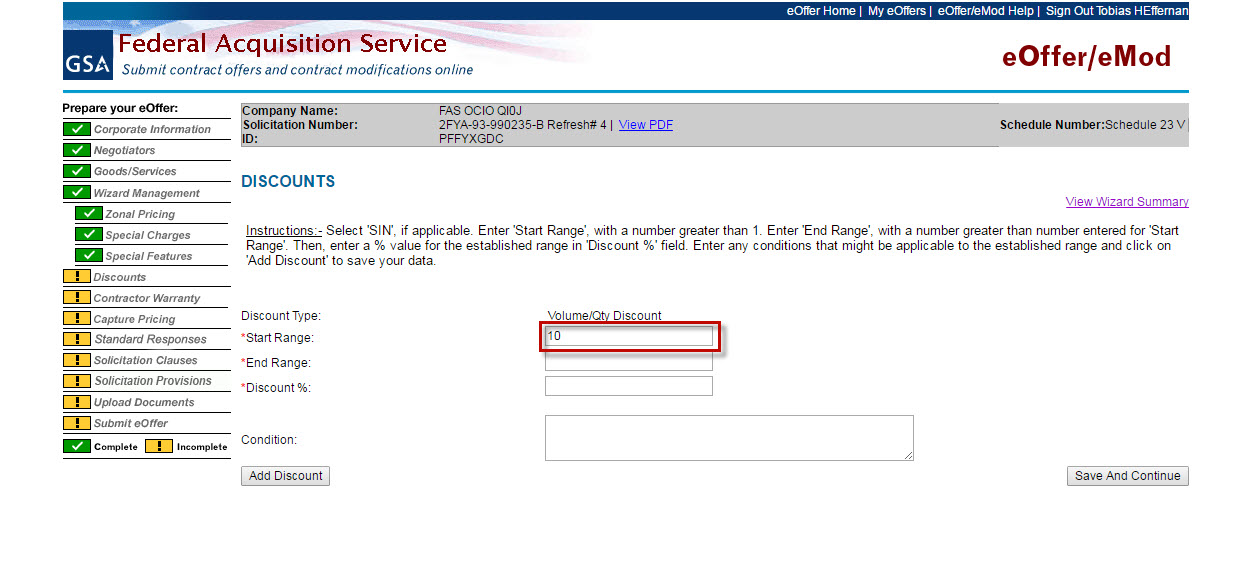 eOffer Home | My eOffers | eOffer/eMod Help | Sign Out Tobias HEffernan
GSA
Federal Acquisition Service
Submit contract offers and contract modifications online
eOffer/eMod
Prepare your eOffer:
Corporate Information
Negotiators
Goods/Services
Wizard Management
Zonal Pricing
Special Charges
Special Features
Discounts
Contractor Warranty
Capture Pricing
Standard Responses
Solicitation Clauses
Solicitation Provisions
Upload Documents
Submit eOffer
Complete ! Incomplete
Company Name: FAS OCIO QI0J
Solicitation Number: 2FYA-93-990235-B Refresh# 4 | View PDF Schedule Number:Schedule 23 V
ID: PFFYXGDC
DISCOUNTS
View Wizard Summary
Instructions:- Select 'SIN', if applicable. Enter 'Start Range', with a number greater than 1. Enter 'End Range', with a number greater than number entered for 'Start
Range'. Then, enter a % value for the established range in 'Discount %' field. Enter any conditions that might be applicable to the established range and click on
'Add Discount' to save your data.
Discount Type: Volume/Qty Discount
*Start Range: 10
*End Range:
*Discount %:
Condition:
Add Discount Save And Continue